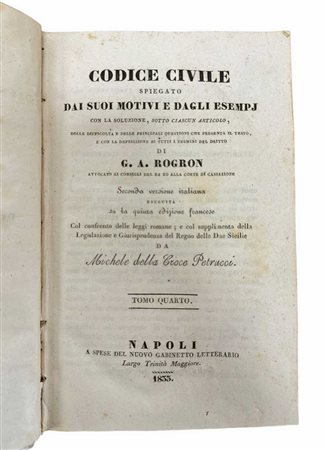 CODICE CIVILE
SPIEGATO
DAI SUOI MOTIVI E DAGLI ESEMPJ
CON LA SOLUZIONE, SOTTO CIASCUN ARTICOLO,
DELLE DIFFICOLTÀ E DELLE PRINCIPALI QUESTIONI CHE PRESENTA IL TESTO,
E CON LA DEFINIZIONE DI TUTTI I TERMINI DEL DRITTO
DI
G. A. ROGRON
AVVOCATO AI CONSIGLI DEL RE ED ALLA CORTE DI CASSAZIONE
Seconda versione italiana
ESEGUITA
su la quinta edizione francese
Col confronto delle leggi romane; e col supplimento della
Legislazione e Giurisprudenza del Regno delle Due Sicilie
DA
Michele della Croce Petrucci.
TOMO QUARTO.
NAPOLI
A SPESE DEL NUOVO GABINETTO LETTERARIO
Largo Trinità Maggiore.
1833.